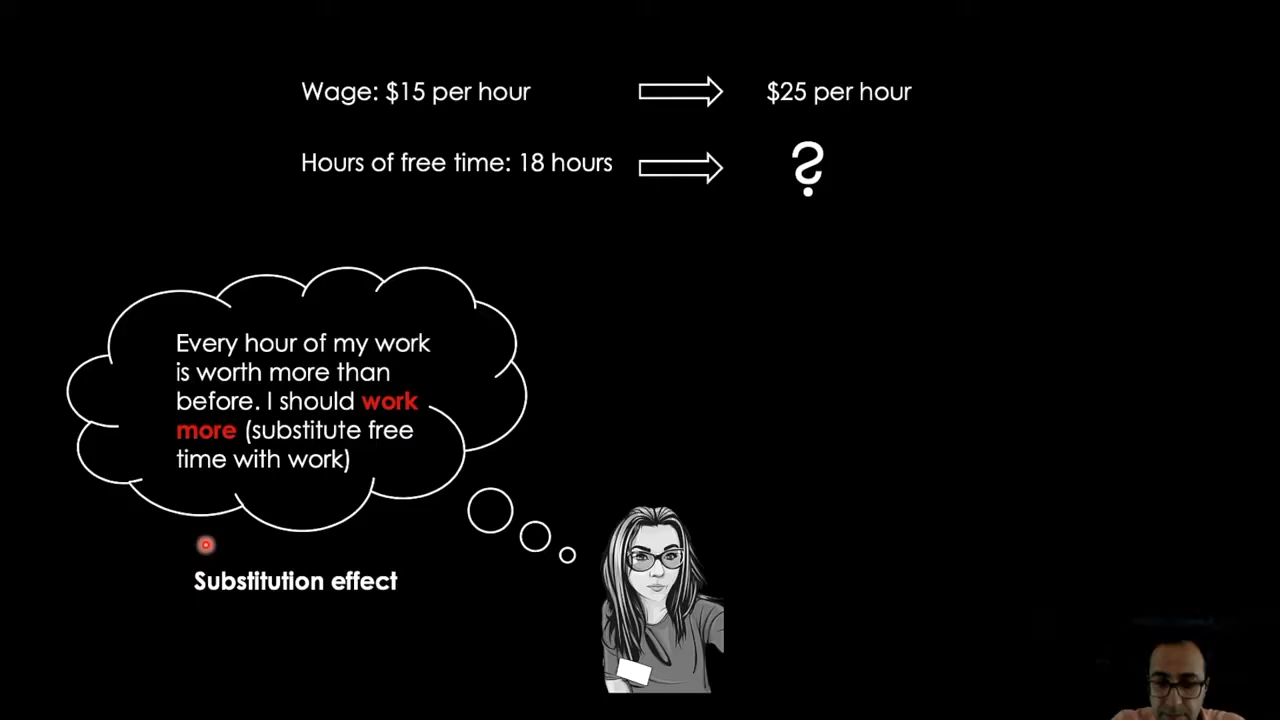 Wage: $15 per hour
$25 per hour
Hours of free time: 18 hours
?
Every hour of my work
is worth more than
before. I should work
more (substitute free
time with work)
Substitution effect